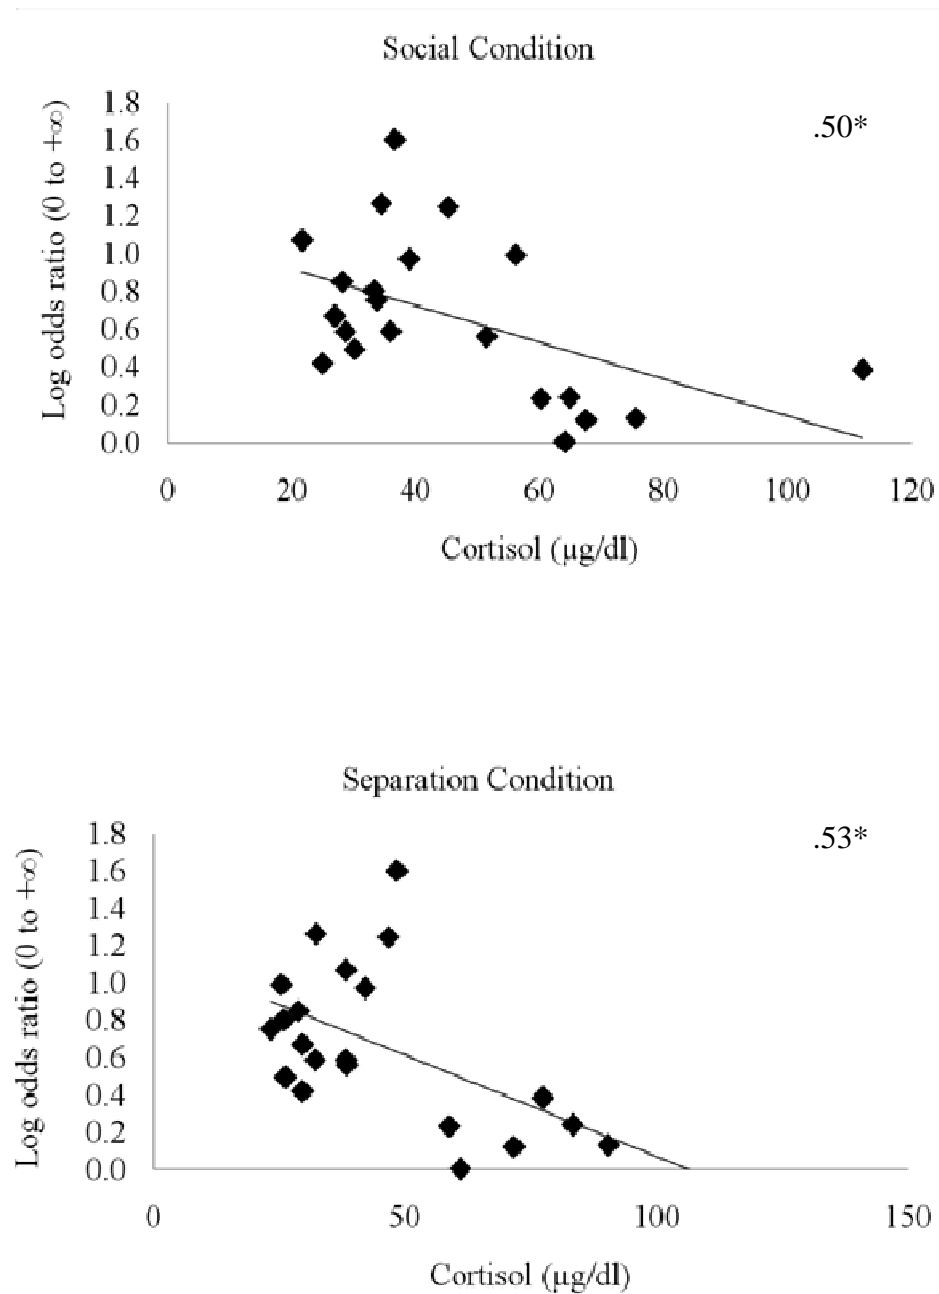 Social Condition
.50*
Log odds ratio (0 to +∞)
1.8
1.6
1.4
1.2
1.0
0.8
0.6
0.4
0.2
0.0
0 20 40 60 80 100 120
Cortisol (µg/dl)
Separation Condition
.53*
Log odds ratio (0 to +∞)
1.8
1.6
1.4
1.2
1.0
0.8
0.6
0.4
0.2
0.0
0 50 100 150
Cortisol (µg/dl)